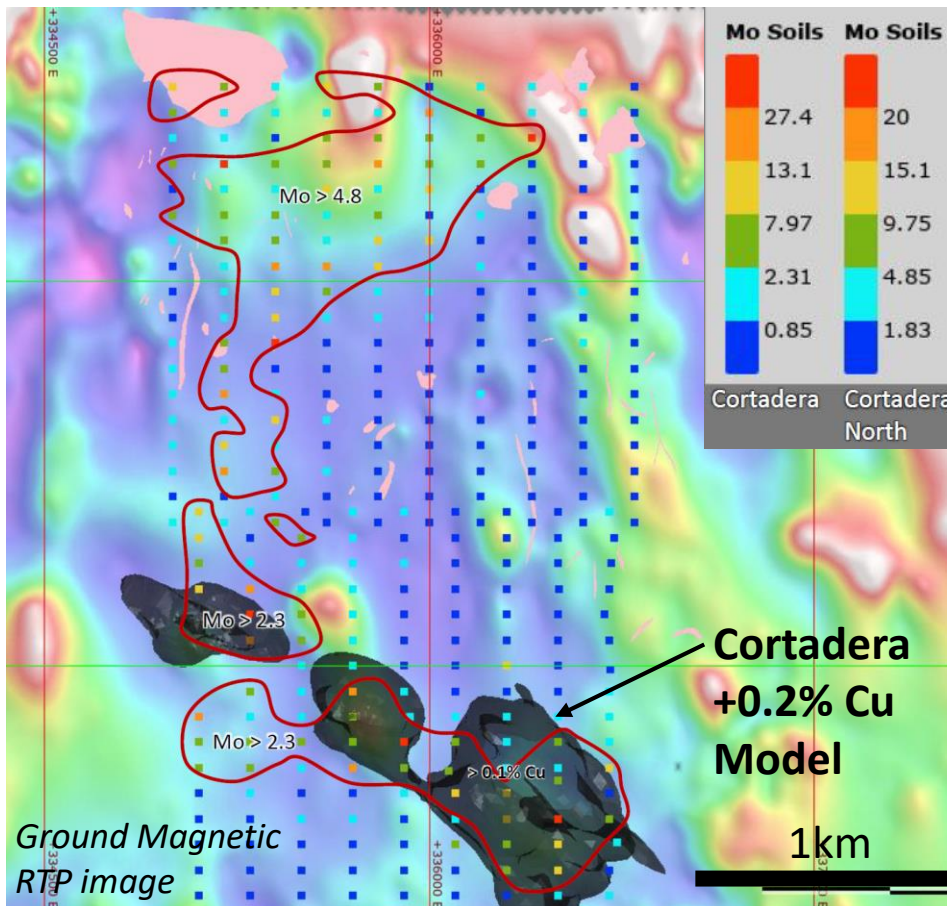 +334500 E
+336000 E
Mo Soils
27.4
13.1
7.97
2.31
0.85
Cortadera
Mo Soils
20
15.1
9.75
4.85
1.83
Cortadera
North
Mo > 4.8
Mo > 2.3
Mo > 2.3
> 0.1% Cu
Cortadera
+0.2% Cu
Model
1km
Ground Magnetic
RTP image
+336000 E